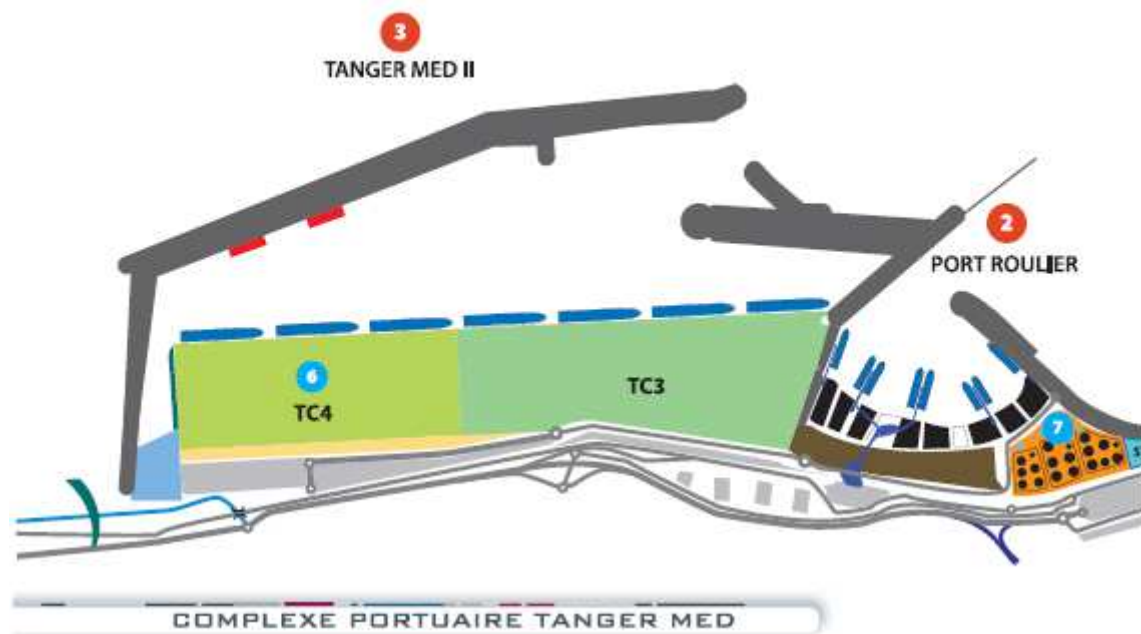 3
TANGER MED II
2
PORT ROULIER
6
TC4
TC3
7
S
COMPLEXE PORTUAIRE TANGER MED